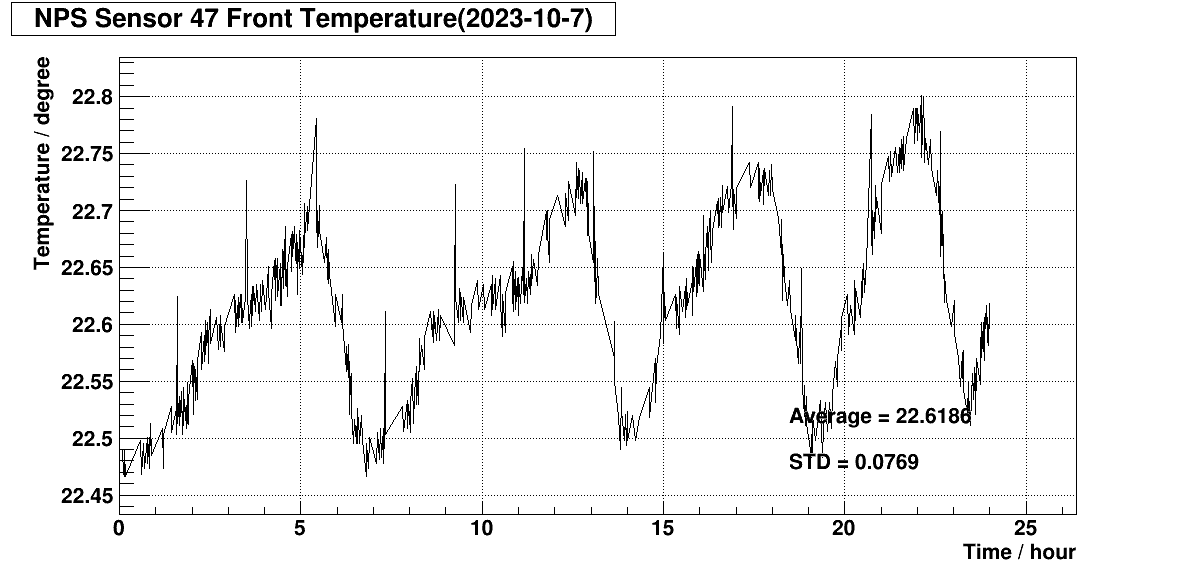 NPS Sensor 47 Front Temperature(2023-10-7)
Temperature / degree
22.8
22.75
22.7
22.65
22.6
22.55
22.5
22.45
Average = 22.6186
STD = 0.0769
0 5 10 15 20 25
Time / hour